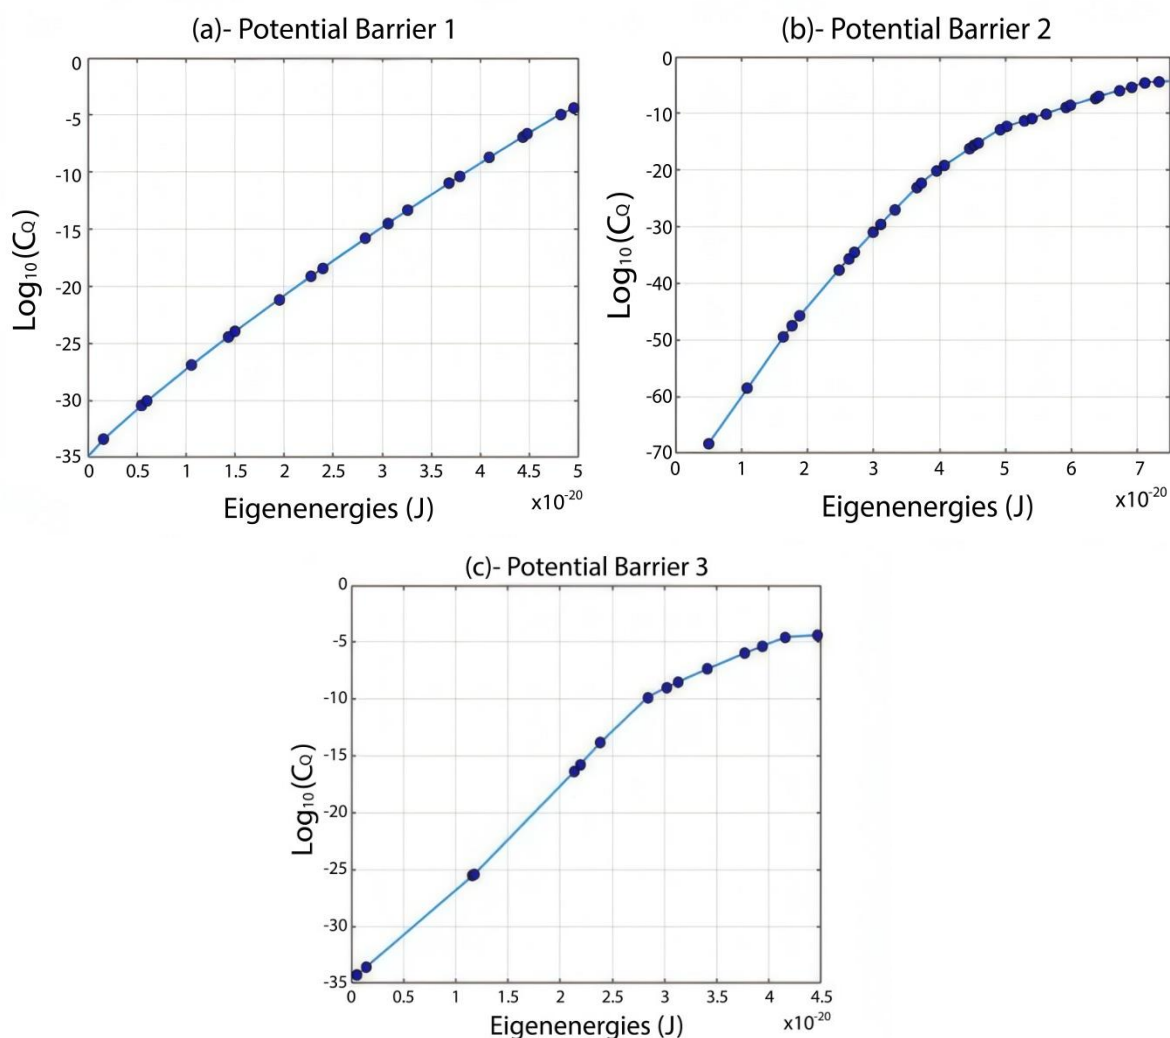 (a)- Potential Barrier 1
0
-5
-10
-15
-20
-25
-30
-35
Log10(CQ)
0 0.5 1 1.5 2 2.5 3 3.5 4 4.5 5
x10-20
Eigenenergies (J)
(b)- Potential Barrier 2
0
-10
-20
-30
-40
-50
-60
-70
Log10(CQ)
0 1 2 3 4 5 6 7
x10-20
Eigenenergies (J)
(c)- Potential Barrier 3
0
-5
-10
-15
-20
-25
-30
-35
Log10(CQ)
0 0.5 1 1.5 2 2.5 3 3.5 4 4.5
x10-20
Eigenenergies (J)